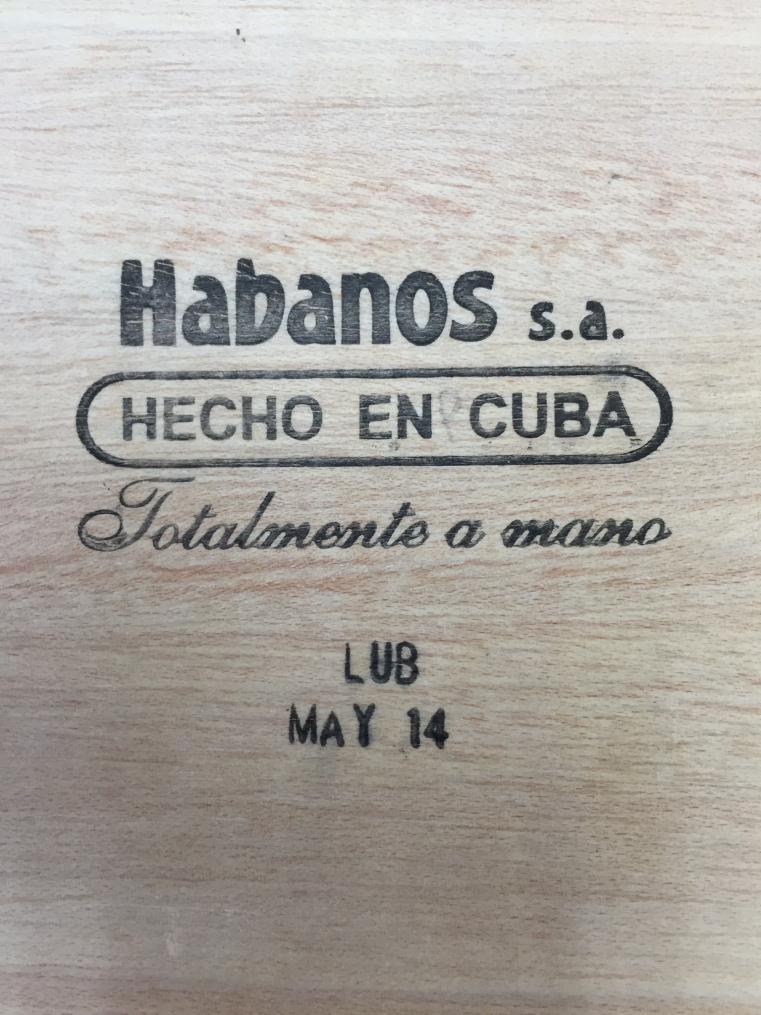 Habanos s.a.
HECHO EN CUBA
Totalmente a mano
LUB
MAY 14